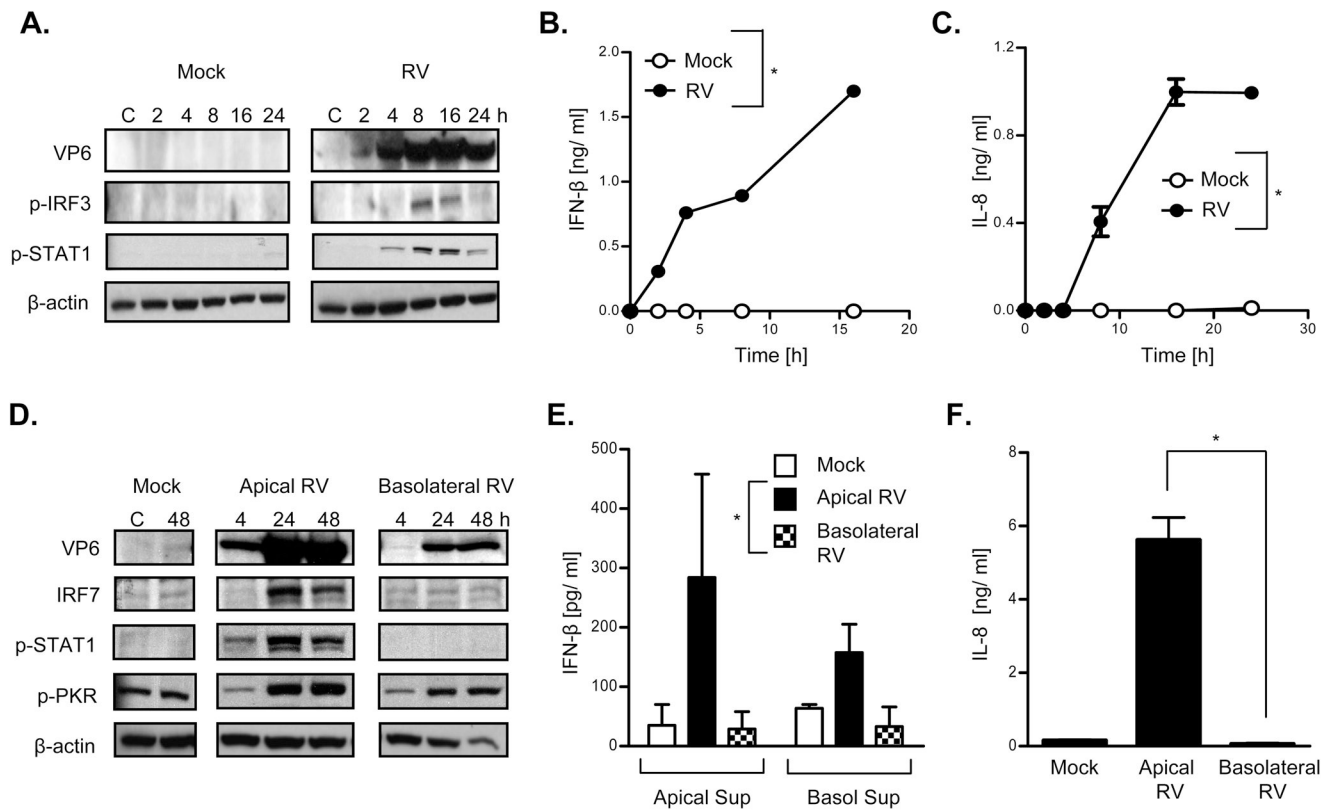 A.
Mock RV
C 2 4 8 16 24 C 2 4 8 16 24 h
VP6
p-IRF3
p-STAT1
β-actin
B.
Mock
RV
*
IFN-β [ng/ ml]
2.0
1.5
1.0
0.5
0.0
0 5 10 15 20
Time [h]
C.
IL-8 [ng/ ml]
1.2
0.8
0.4
0.0
Mock
RV
*
0 10 20 30
Time [h]
D.
Mock Apical RV Basolateral RV
C 48 4 24 48 4 24 48 h
VP6
IRF7
p-STAT1
p-PKR
β-actin
E.
IFN-β [pg/ ml]
500
400
300
200
100
0
Mock
Apical RV
Basolateral
RV
*
Apical Sup Basol Sup
F.
IL-8 [ng/ ml]
8
6
4
2
0
*
Mock Apical Basolateral
RV RV